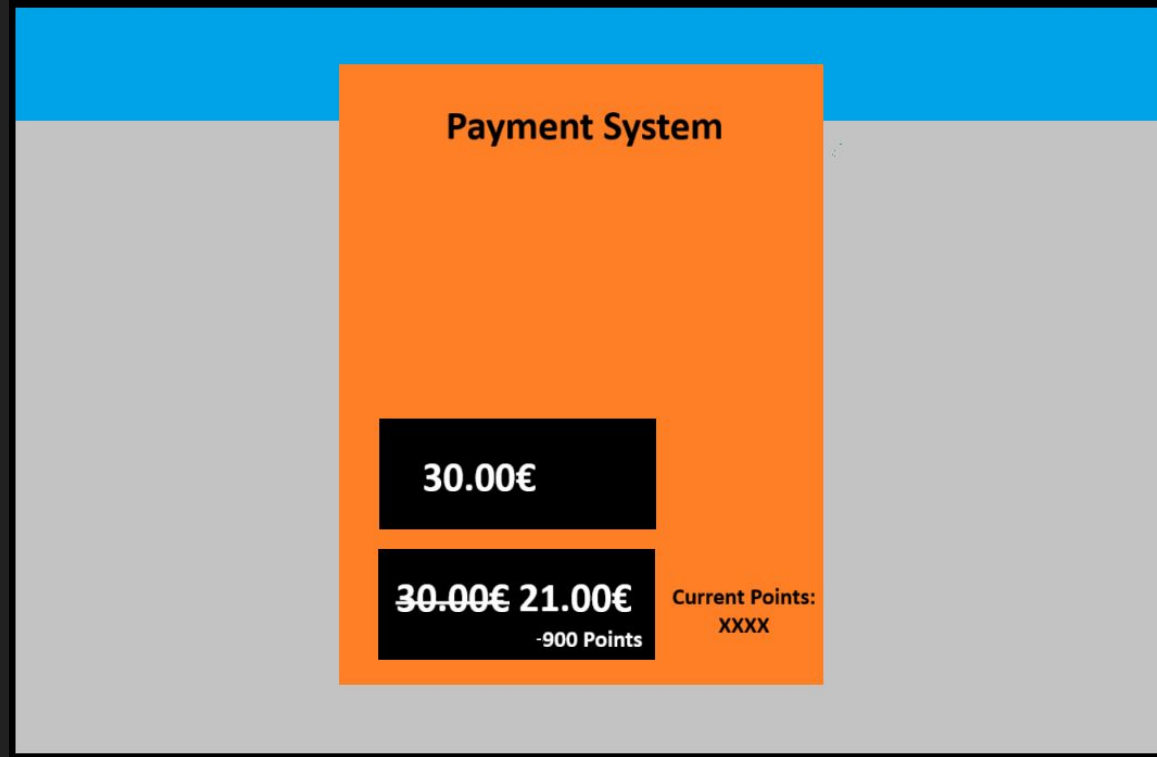 Payment System
30.00€
30.00€ 21.00€
-900 Points
Current Points:
XXXX